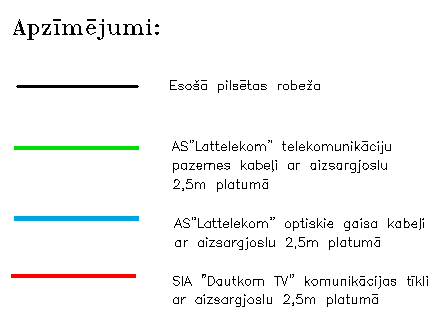 Apzīmējumi:
Esošā pilsētas robeža
AS"Lattelekom" telekomunikāciju
pazemes kabeļi ar aizsargjoslu
2,5m platumā
AS"Lattelekom" optiskie gaisa kabeļi
ar aizsargjoslu 2,5m platumā
SIA "Dautkom TV" komunikācijas tīkli
ar aizsargjoslu 2,5m platumā